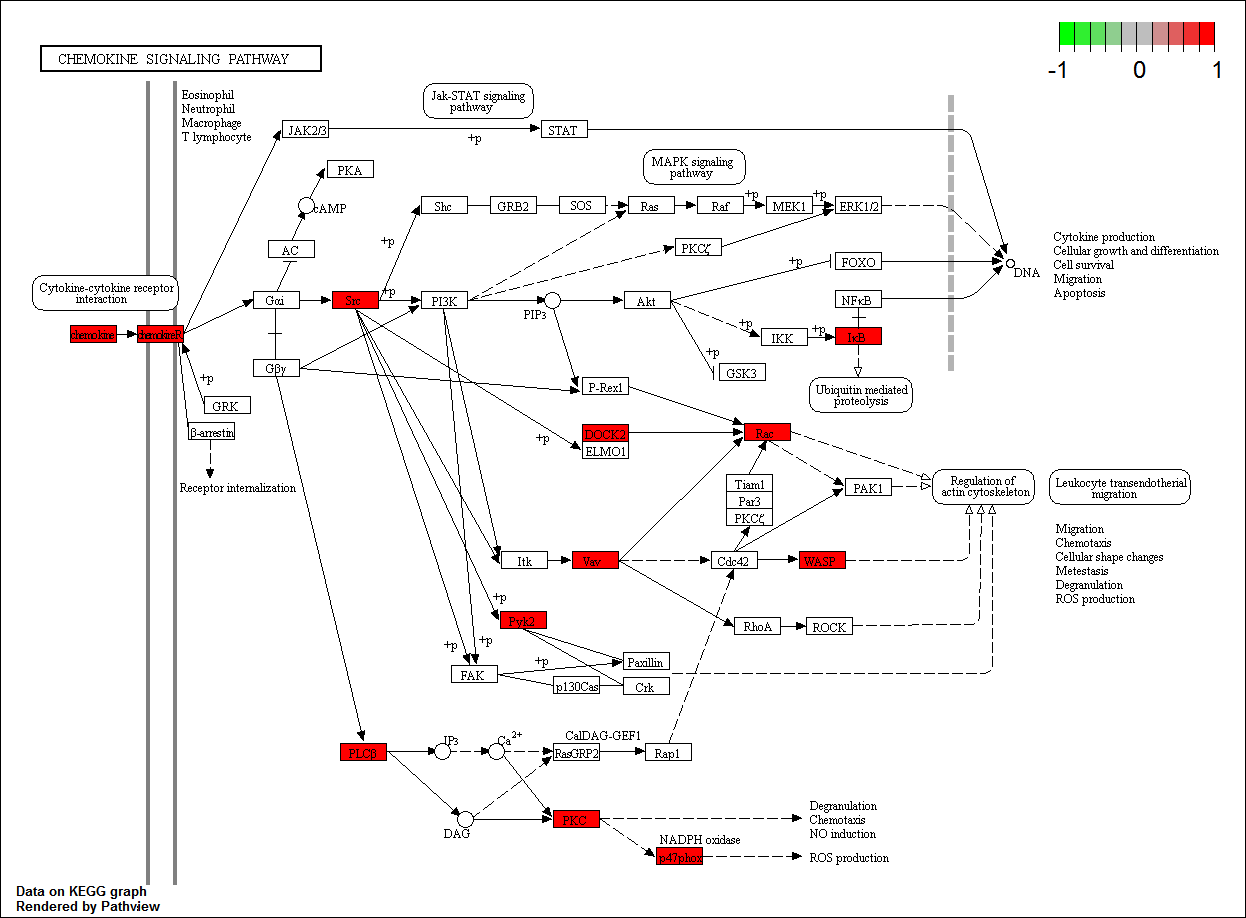 CHEMOKINE SIGNALING PATHWAY
-1 0 1
Eosinophil
Neutrophil
Macrophage
T lymphocyte
Jak-STAT signaling
pathway
JAK2/3
+p
STAT
MAPK signaling
pathway
PKA
cAMP
AC
Shc
GRB2
SOS
Ras
Raf
+p
MEK1
+p
ERK1/2
+p
PKCζ
Cytokine production
Cellular growth and differentiation
Cell survival
Migration
Apoptosis
+p
FOXO
DNA
Cytokine-cytokine receptor
interaction
Gαi
Src
+p
PI3K
PIP3
Akt
NFκB
chemokine
chemokineR
+p
IKK
+p
IκB
Gβγ
+p
GSK3
Ubiquitin mediated
proteolysis
+p
GRK
P-Rex1
β-arrestin
+p
DOCK2
ELMO1
Rac
Receptor internalization
Tiam1
Par3
PKCζ
PAK1
Regulation of
actin cytoskeleton
Leukocyte transendotherial
migration
Migration
Chemotaxis
Cellular shape changes
Metestasis
Degranulation
ROS production
Itk
Vav
Cdc42
WASP
+p
Pyk2
RhoA
ROCK
+p
+p
FAK
+p
Paxillin
p130Cas
Crk
PLCβ
IP3
Ca2+
CalDAG-GEF1
RasGRP2
Rap1
DAG
PKC
Degranulation
Chemotaxis
NO induction
NADPH oxidase
p47phox
ROS production
Data on KEGG graph
Rendered by Pathview